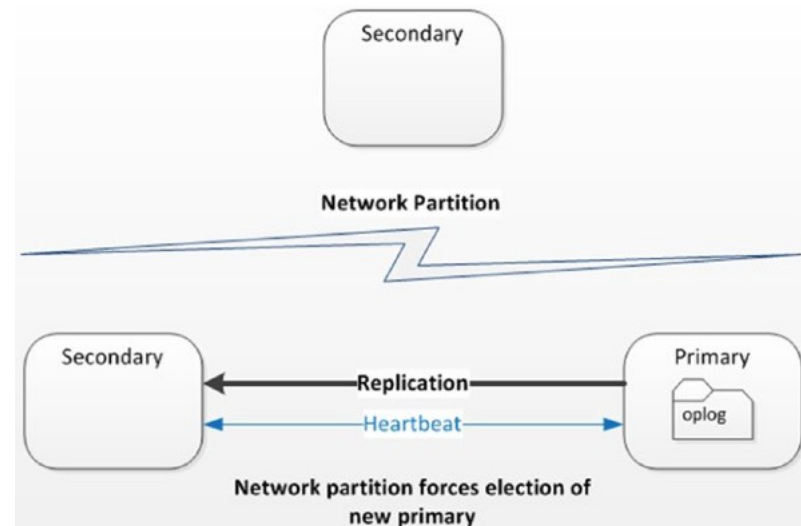 Secondary
Network Partition
Secondary
Primary
Replication
oplog
Heartbeat
Network partition forces election of
new primary